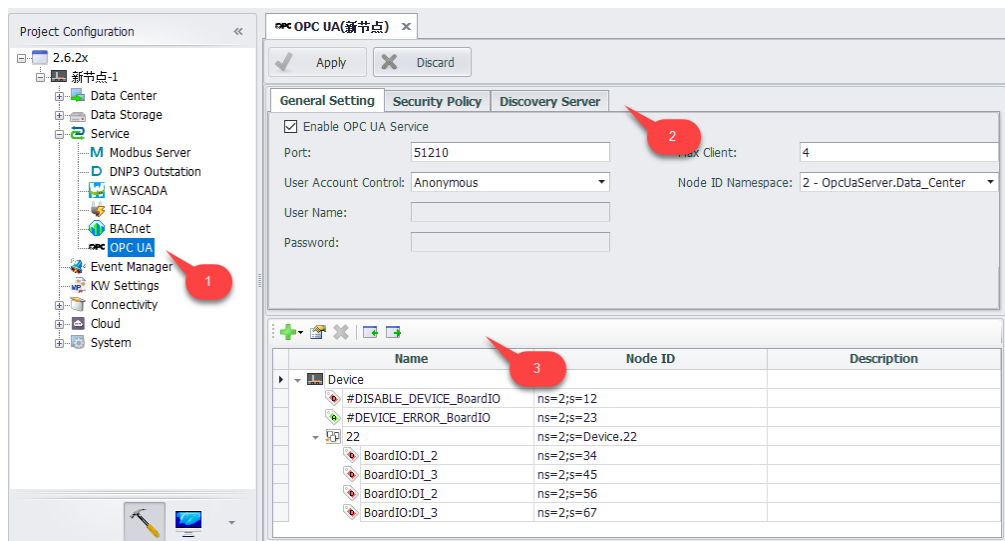 Project Configuration «
2.6.2x
新节点-1
Data Center
Data Storage
Service
M Modbus Server
D DNP3 Outstation
WASCADA
IEC-104
BACnet
OPC OPC UA
Event Manager
KW Settings
Connectivity
Cloud
System
1
OPC OPC UA(新节点) ×
Apply Discard
General Setting Security Policy Discovery Server
2
Enable OPC UA Service
Port: 51210 Max Client: 4
User Account Control: Anonymous Node ID Namespace: 2 - OpcUaServer.Data_Center
User Name:
Password:
3
Name Node ID Description
Device
#DISABLE_DEVICE_BoardIO ns=2;s=12
#DEVICE_ERROR_BoardIO ns=2;s=23
22 ns=2;s=Device.22
BoardIO:DI_2 ns=2;s=34
BoardIO:DI_3 ns=2;s=45
BoardIO:DI_2 ns=2;s=56
BoardIO:DI_3 ns=2;s=67